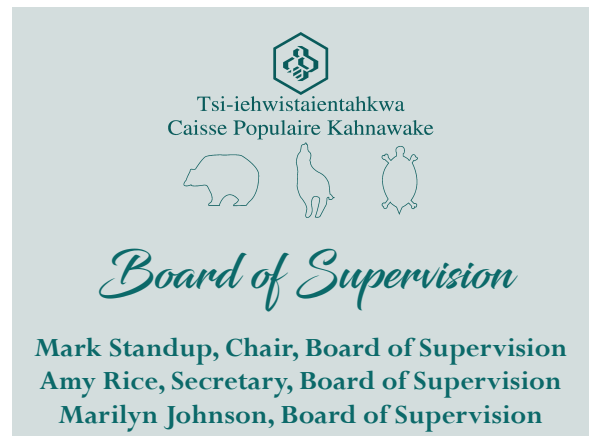 Tsi-iehwistaientahkwa
Caisse Populaire Kahnawake
Board of Supervision
Mark Standup, Chair, Board of Supervision
Amy Rice, Secretary, Board of Supervision
Marilyn Johnson, Board of Supervision